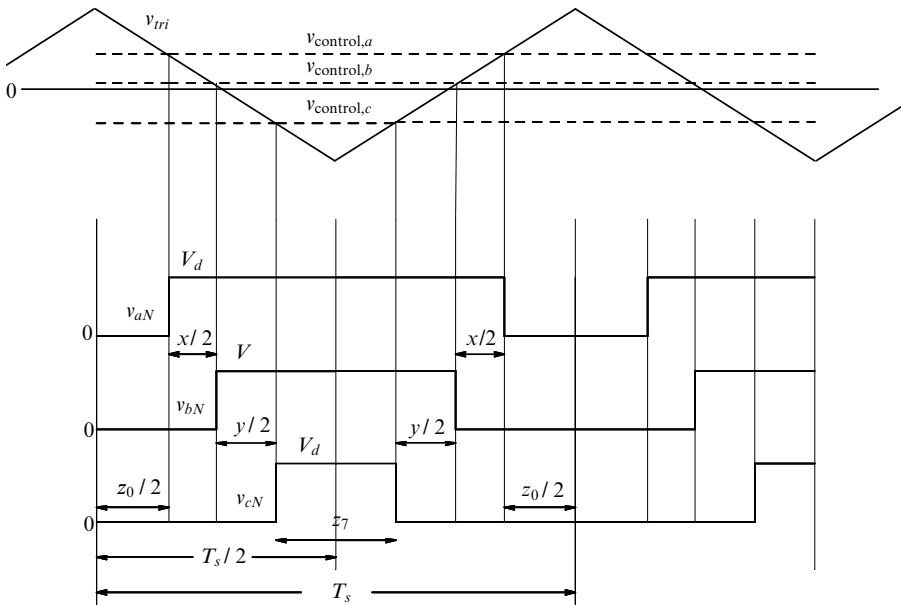 v_tri
v_control,a
v_control,b
0
v_control,c
V_d
v_aN
0
x/2
x/2
V
v_bN
0
y/2
y/2
V_d
z_0/2
v_cN
z_0/2
0
z_7
T_s/2
T_s